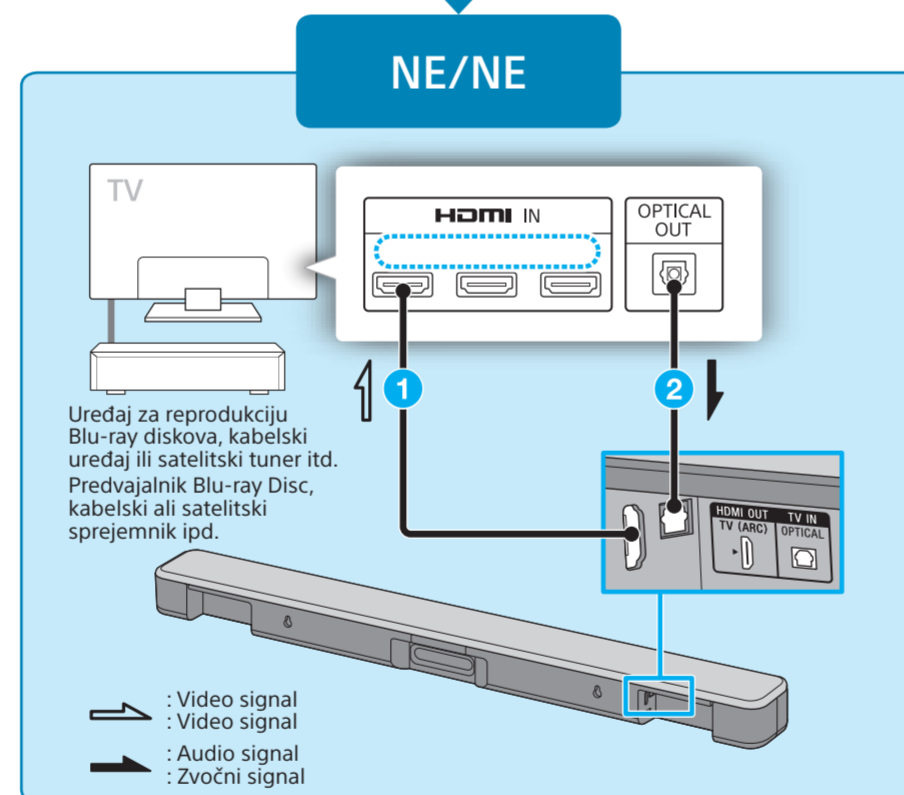 NE/NE
TV
HDMI IN
OPTICAL
OUT
1
2
Uređaj za reprodukciju
Blu-ray diskova, kabelski
uređaj ili satelitski tuner itd.
Predvajalnik Blu-ray Disc,
kabelski ali satelitski
sprejemnik ipd.
HDMI OUT
TV (ARC)
TV IN
OPTICAL
: Video signal
: Video signal
: Audio signal
: Zvočni signal